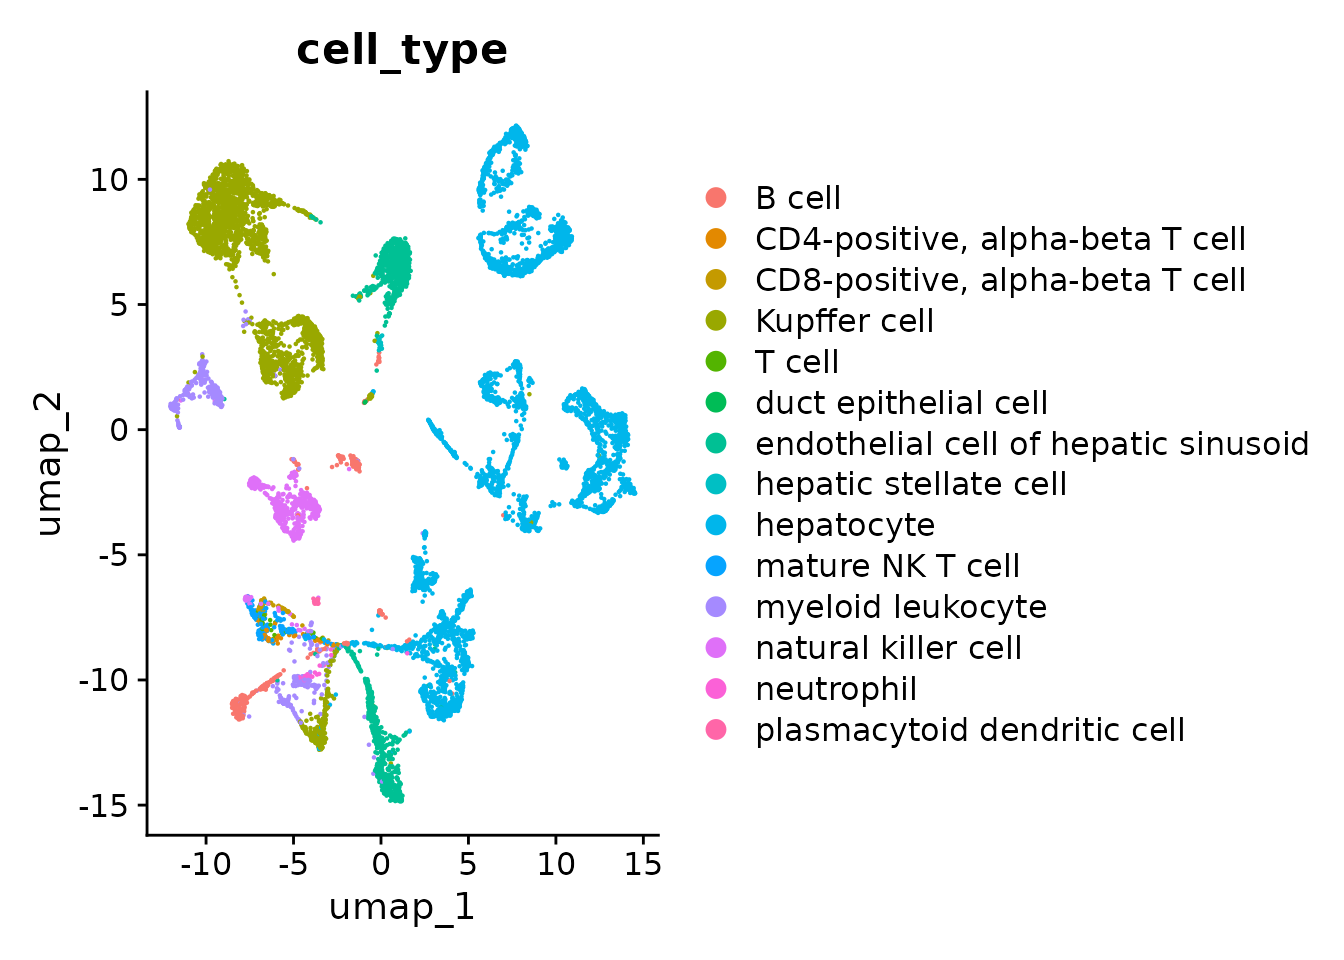 cell_type
10
5
0
-5
-10
-15
umap_2
-10 -5 0 5 10 15
umap_1
B cell
CD4-positive, alpha-beta T cell
CD8-positive, alpha-beta T cell
Kupffer cell
T cell
duct epithelial cell
endothelial cell of hepatic sinusoid
hepatic stellate cell
hepatocyte
mature NK T cell
myeloid leukocyte
natural killer cell
neutrophil
plasmacytoid dendritic cell